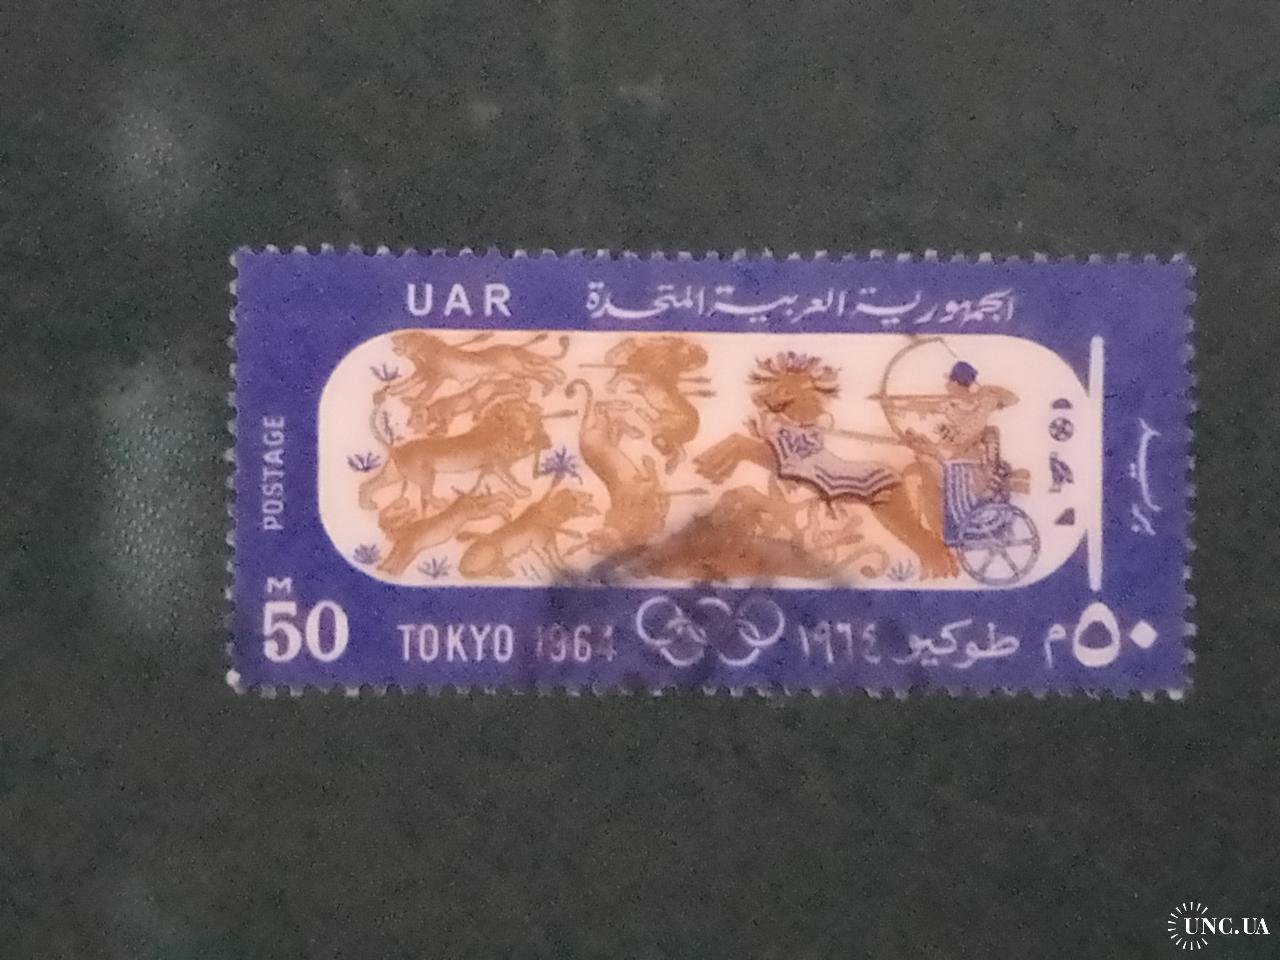 UAR الجمهورية العربية المتحدة
POSTAGE
بريد
M
50
TOKYO 1964
١٩٦٤ طوكيو
٥٠ م
UNC.UA